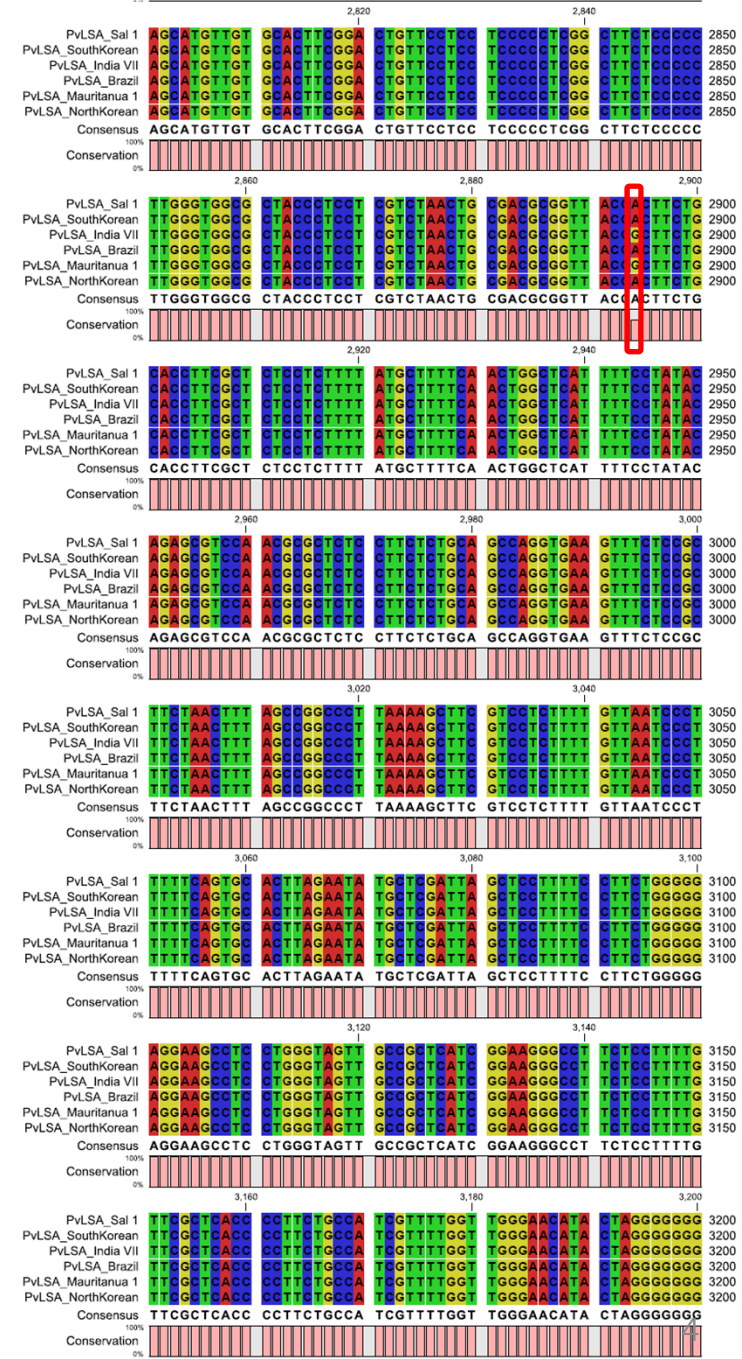 2,820 2,840
PvLSA_Sal 1 AGCATGTTGT GCACTTCGGA CTGTTCCTCC TCCCCCTCGG CTTCTCCCCC 2850
PvLSA_SouthKorean AGCATGTTGT GCACTTCGGA CTGTTCCTCC TCCCCCTCGG CTTCTCCCCC 2850
PvLSA_India VII AGCATGTTGT GCACTTCGGA CTGTTCCTCC TCCCCCTCGG CTTCTCCCCC 2850
PvLSA_Brazil AGCATGTTGT GCACTTCGGA CTGTTCCTCC TCCCCCTCGG CTTCTCCCCC 2850
PvLSA_Mauritanua 1 AGCATGTTGT GCACTTCGGA CTGTTCCTCC TCCCCCTCGG CTTCTCCCCC 2850
PvLSA_NorthKorean AGCATGTTGT GCACTTCGGA CTGTTCCTCC TCCCCCTCGG CTTCTCCCCC 2850
Consensus AGCATGTTGT GCACTTCGGA CTGTTCCTCC TCCCCCTCGG CTTCTCCCCC
100%
Conservation
0%
2,860 2,880 2,900
PvLSA_Sal 1 TTGGGTGGCG CTACCCTCCT CGTCTAACTG CGACGCGGTT ACCACTTCTG 2900
PvLSA_SouthKorean TTGGGTGGCG CTACCCTCCT CGTCTAACTG CGACGCGGTT ACCACTTCTG 2900
PvLSA_India VII TTGGGTGGCG CTACCCTCCT CGTCTAACTG CGACGCGGTT ACCGCTTCTG 2900
PvLSA_Brazil TTGGGTGGCG CTACCCTCCT CGTCTAACTG CGACGCGGTT ACCACTTCTG 2900
PvLSA_Mauritanua 1 TTGGGTGGCG CTACCCTCCT CGTCTAACTG CGACGCGGTT ACCGCTTCTG 2900
PvLSA_NorthKorean TTGGGTGGCG CTACCCTCCT CGTCTAACTG CGACGCGGTT ACCACTTCTG 2900
Consensus TTGGGTGGCG CTACCCTCCT CGTCTAACTG CGACGCGGTT ACCACTTCTG
100%
Conservation
0%
2,920 2,940
PvLSA_Sal 1 CACCTTCGCT CTCCTCTTTT ATGCTTTTCA ACTGGCTCAT TTTCCTATAC 2950
PvLSA_SouthKorean CACCTTCGCT CTCCTCTTTT ATGCTTTTCA ACTGGCTCAT TTTCCTATAC 2950
PvLSA_India VII CACCTTCGCT CTCCTCTTTT ATGCTTTTCA ACTGGCTCAT TTTCCTATAC 2950
PvLSA_Brazil CACCTTCGCT CTCCTCTTTT ATGCTTTTCA ACTGGCTCAT TTTCCTATAC 2950
PvLSA_Mauritanua 1 CACCTTCGCT CTCCTCTTTT ATGCTTTTCA ACTGGCTCAT TTTCCTATAC 2950
PvLSA_NorthKorean CACCTTCGCT CTCCTCTTTT ATGCTTTTCA ACTGGCTCAT TTTCCTATAC 2950
Consensus CACCTTCGCT CTCCTCTTTT ATGCTTTTCA ACTGGCTCAT TTTCCTATAC
100%
Conservation
0%
2,960 2,980 3,000
PvLSA_Sal 1 AGAGCGTCCA ACGCGCTCTC CTTCTCTGCA GCCAGGTGAA GTTTCTCCGC 3000
PvLSA_SouthKorean AGAGCGTCCA ACGCGCTCTC CTTCTCTGCA GCCAGGTGAA GTTTCTCCGC 3000
PvLSA_India VII AGAGCGTCCA ACGCGCTCTC CTTCTCTGCA GCCAGGTGAA GTTTCTCCGC 3000
PvLSA_Brazil AGAGCGTCCA ACGCGCTCTC CTTCTCTGCA GCCAGGTGAA GTTTCTCCGC 3000
PvLSA_Mauritanua 1 AGAGCGTCCA ACGCGCTCTC CTTCTCTGCA GCCAGGTGAA GTTTCTCCGC 3000
PvLSA_NorthKorean AGAGCGTCCA ACGCGCTCTC CTTCTCTGCA GCCAGGTGAA GTTTCTCCGC 3000
Consensus AGAGCGTCCA ACGCGCTCTC CTTCTCTGCA GCCAGGTGAA GTTTCTCCGC
100%
Conservation
0%
3,020 3,040
PvLSA_Sal 1 TTCTAACTTT AGCCGGCCCT TAAAAGCTTC GTCCTCTTTT GTTAATCCCT 3050
PvLSA_SouthKorean TTCTAACTTT AGCCGGCCCT TAAAAGCTTC GTCCTCTTTT GTTAATCCCT 3050
PvLSA_India VII TTCTAACTTT AGCCGGCCCT TAAAAGCTTC GTCCTCTTTT GTTAATCCCT 3050
PvLSA_Brazil TTCTAACTTT AGCCGGCCCT TAAAAGCTTC GTCCTCTTTT GTTAATCCCT 3050
PvLSA_Mauritanua 1 TTCTAACTTT AGCCGGCCCT TAAAAGCTTC GTCCTCTTTT GTTAATCCCT 3050
PvLSA_NorthKorean TTCTAACTTT AGCCGGCCCT TAAAAGCTTC GTCCTCTTTT GTTAATCCCT 3050
Consensus TTCTAACTTT AGCCGGCCCT TAAAAGCTTC GTCCTCTTTT GTTAATCCCT
100%
Conservation
0%
3,060 3,080 3,100
PvLSA_Sal 1 TTTTCAGTGC ACTTAGAATA TGCTCGATTA GCTCCTTTTC CTTCTGGGGG 3100
PvLSA_SouthKorean TTTTCAGTGC ACTTAGAATA TGCTCGATTA GCTCCTTTTC CTTCTGGGGG 3100
PvLSA_India VII TTTTCAGTGC ACTTAGAATA TGCTCGATTA GCTCCTTTTC CTTCTGGGGG 3100
PvLSA_Brazil TTTTCAGTGC ACTTAGAATA TGCTCGATTA GCTCCTTTTC CTTCTGGGGG 3100
PvLSA_Mauritanua 1 TTTTCAGTGC ACTTAGAATA TGCTCGATTA GCTCCTTTTC CTTCTGGGGG 3100
PvLSA_NorthKorean TTTTCAGTGC ACTTAGAATA TGCTCGATTA GCTCCTTTTC CTTCTGGGGG 3100
Consensus TTTTCAGTGC ACTTAGAATA TGCTCGATTA GCTCCTTTTC CTTCTGGGGG
100%
Conservation
0%
3,120 3,140
PvLSA_Sal 1 AGGAAGCCTC CTGGGTAGTT GCCGCTCATC GGAAGGGCCT TCTCCTTTTG 3150
PvLSA_SouthKorean AGGAAGCCTC CTGGGTAGTT GCCGCTCATC GGAAGGGCCT TCTCCTTTTG 3150
PvLSA_India VII AGGAAGCCTC CTGGGTAGTT GCCGCTCATC GGAAGGGCCT TCTCCTTTTG 3150
PvLSA_Brazil AGGAAGCCTC CTGGGTAGTT GCCGCTCATC GGAAGGGCCT TCTCCTTTTG 3150
PvLSA_Mauritanua 1 AGGAAGCCTC CTGGGTAGTT GCCGCTCATC GGAAGGGCCT TCTCCTTTTG 3150
PvLSA_NorthKorean AGGAAGCCTC CTGGGTAGTT GCCGCTCATC GGAAGGGCCT TCTCCTTTTG 3150
Consensus AGGAAGCCTC CTGGGTAGTT GCCGCTCATC GGAAGGGCCT TCTCCTTTTG
100%
Conservation
0%
3,160 3,180 3,200
PvLSA_Sal 1 TTCGCTCACC CCTTCTGCCA TCGTTTTGGT TGGGAACATA CTAGGGGGGG 3200
PvLSA_SouthKorean TTCGCTCACC CCTTCTGCCA TCGTTTTGGT TGGGAACATA CTAGGGGGGG 3200
PvLSA_India VII TTCGCTCACC CCTTCTGCCA TCGTTTTGGT TGGGAACATA CTAGGGGGGG 3200
PvLSA_Brazil TTCGCTCACC CCTTCTGCCA TCGTTTTGGT TGGGAACATA CTAGGGGGGG 3200
PvLSA_Mauritanua 1 TTCGCTCACC CCTTCTGCCA TCGTTTTGGT TGGGAACATA CTAGGGGGGG 3200
PvLSA_NorthKorean TTCGCTCACC CCTTCTGCCA TCGTTTTGGT TGGGAACATA CTAGGGGGGG 3200
Consensus TTCGCTCACC CCTTCTGCCA TCGTTTTGGT TGGGAACATA CTAGGGGGGG
100%
Conservation
0%
4